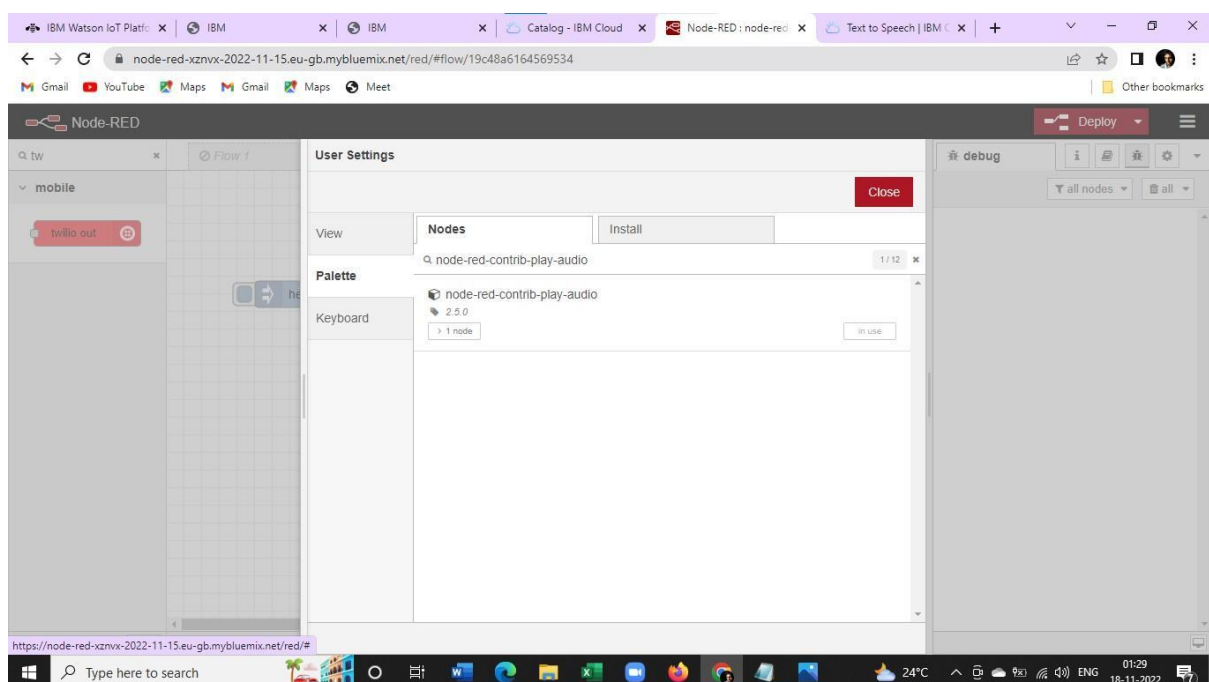 IBM Watson IoT Platfo
IBM
IBM
Catalog - IBM Cloud
Node-RED : node-red
Text to Speech | IBM C
node-red-xznvx-2022-11-15.eu-gb.mybluemix.net/red/#flow/19c48a6164569534
Gmail YouTube Maps Gmail Maps Meet
Other bookmarks
Node-RED
Deploy
tw
Flow 1
User Settings
debug
all nodes
all
mobile
Close
twilio out
View
Nodes
Install
node-red-contrib-play-audio
1 / 12
Palette
node-red-contrib-play-audio
he
2.5.0
Keyboard
1 node
in use
https://node-red-xznvx-2022-11-15.eu-gb.mybluemix.net/red/#
Type here to search
24°C
ENG
01:29
18-11-2022